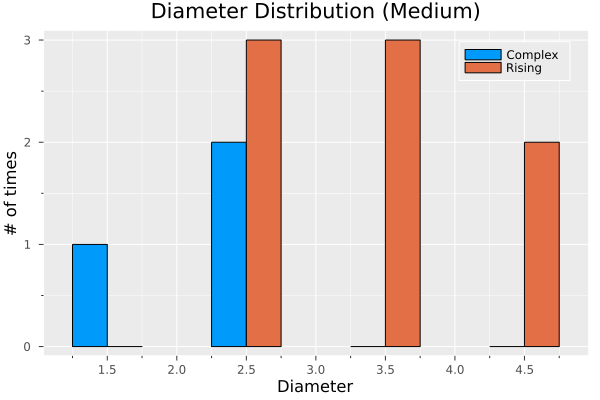 Diameter Distribution (Medium)
3
2
1
0
# of times
Complex
Rising
1.5 2.0 2.5 3.0 3.5 4.0 4.5
Diameter